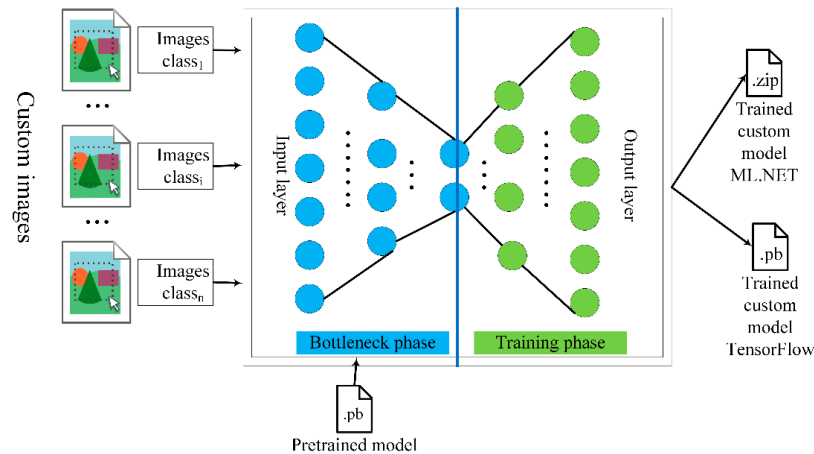 Custom images
Images
class1
...
Images
classi
...
Images
classn
Input layer
Output layer
Bottleneck phase
Training phase
.pb
Pretrained model
.zip
Trained
custom
model
ML.NET
.pb
Trained
custom
model
TensorFlow